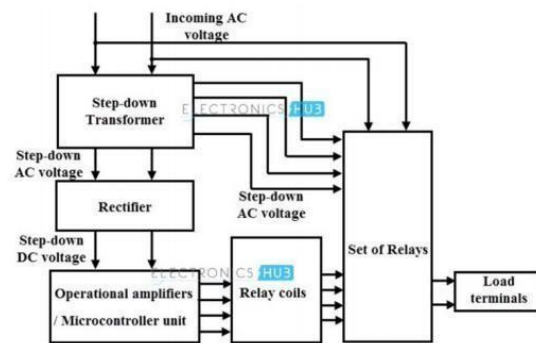 Incoming AC
voltage
Step-down
Transformer
ELECTRONICS HUB
Step-down
AC voltage
Step-down
AC voltage
Rectifier
Set of Relays
Step-down
DC voltage
ELECTRONICS HUB
Operational amplifiers
/ Microcontroller unit
Relay coils
Load
terminals